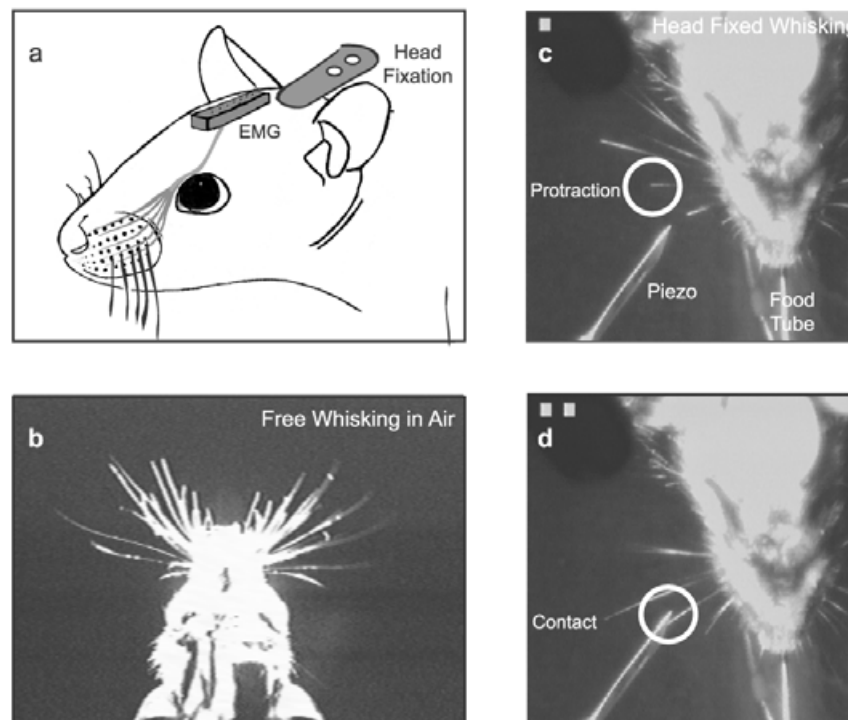 a
Head
Fixation
EMG
c
Head Fixed Whisking
Protraction
Piezo
Food
Tube
b
Free Whisking in Air
d
Contact